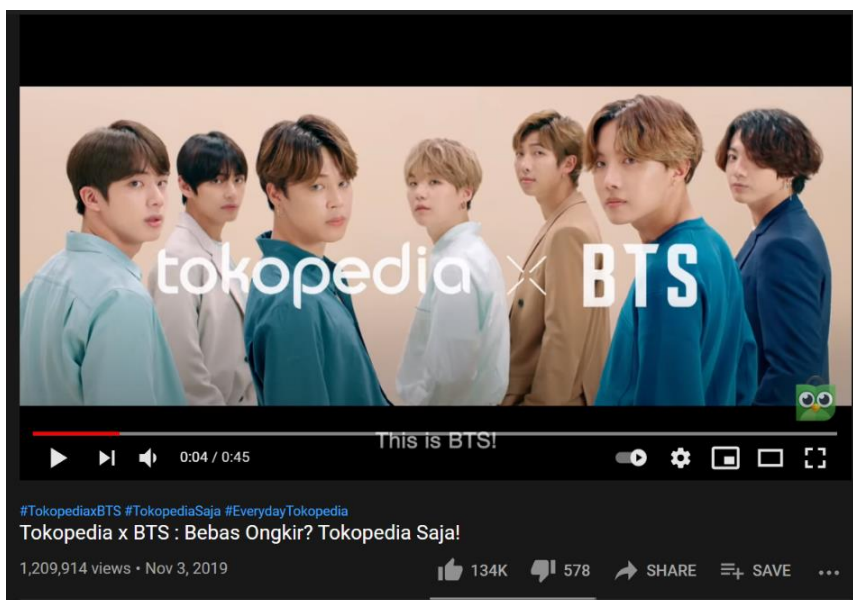 tokopedia x BTS
This is BTS!
0:04 / 0:45
#TokopediaxBTS #TokopediaSaja #EverydayTokopedia
Tokopedia x BTS : Bebas Ongkir? Tokopedia Saja!
1,209,914 views • Nov 3, 2019
134K 578 SHARE SAVE